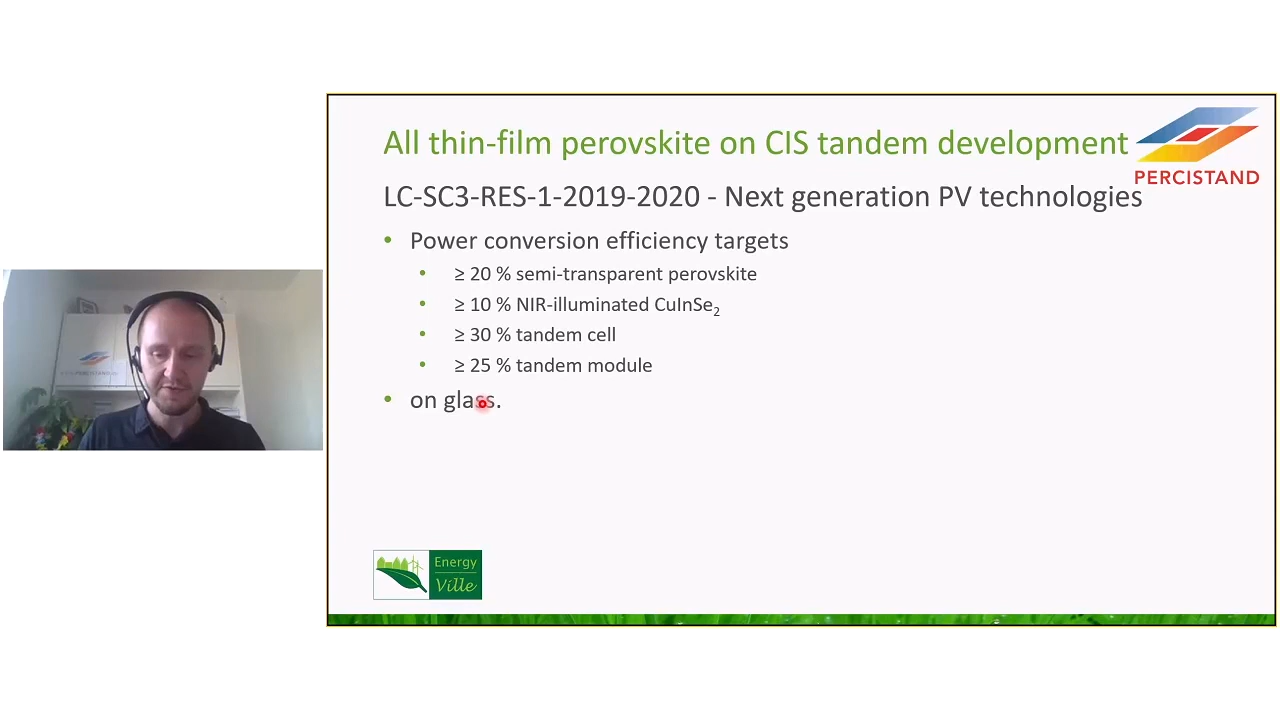 All thin-film perovskite on CIS tandem development
PERCISTAND
LC-SC3-RES-1-2019-2020 - Next generation PV technologies
• Power conversion efficiency targets
• ≥ 20 % semi-transparent perovskite
• ≥ 10 % NIR-illuminated CuInSe₂
• ≥ 30 % tandem cell
• ≥ 25 % tandem module
• on glass.
Energy
Ville